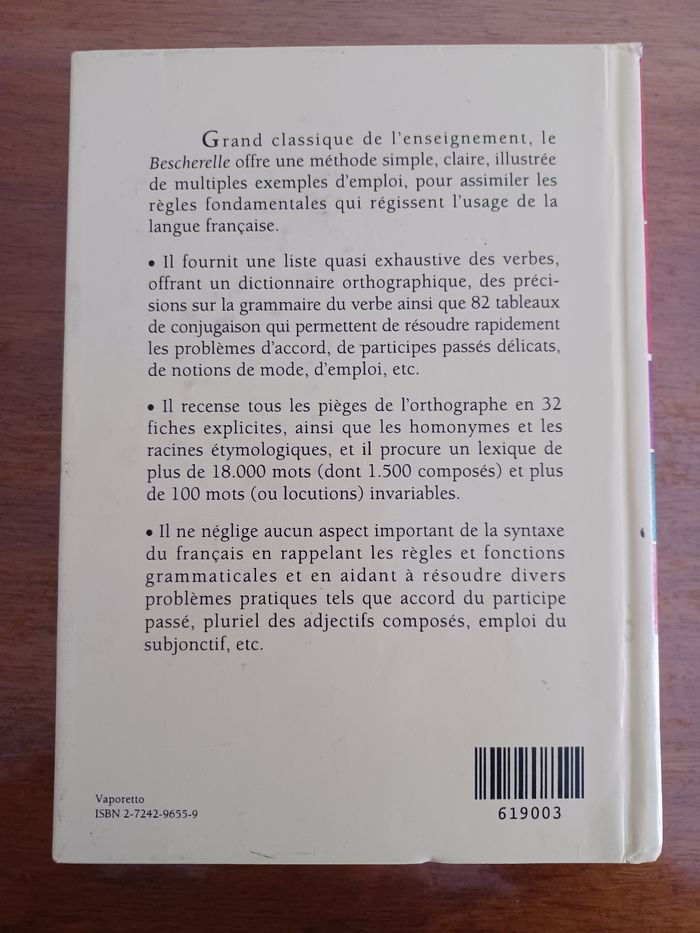 Grand classique de l'enseignement, le
Bescherelle offre une méthode simple, claire, illustrée
de multiples exemples d'emploi, pour assimiler les
règles fondamentales qui régissent l'usage de la
langue française.
• Il fournit une liste quasi exhaustive des verbes,
offrant un dictionnaire orthographique, des préci-
sions sur la grammaire du verbe ainsi que 82 tableaux
de conjugaison qui permettent de résoudre rapidement
les problèmes d'accord, de participes passés délicats,
de notions de mode, d'emploi, etc.
• Il recense tous les pièges de l'orthographe en 32
fiches explicites, ainsi que les homonymes et les
racines étymologiques, et il procure un lexique de
plus de 18.000 mots (dont 1.500 composés) et plus
de 100 mots (ou locutions) invariables.
• Il ne néglige aucun aspect important de la syntaxe
du français en rappelant les règles et fonctions
grammaticales et en aidant à résoudre divers
problèmes pratiques tels que accord du participe
passé, pluriel des adjectifs composés, emploi du
subjonctif, etc.
Vaporetto
ISBN 2-7242-9655-9
619003